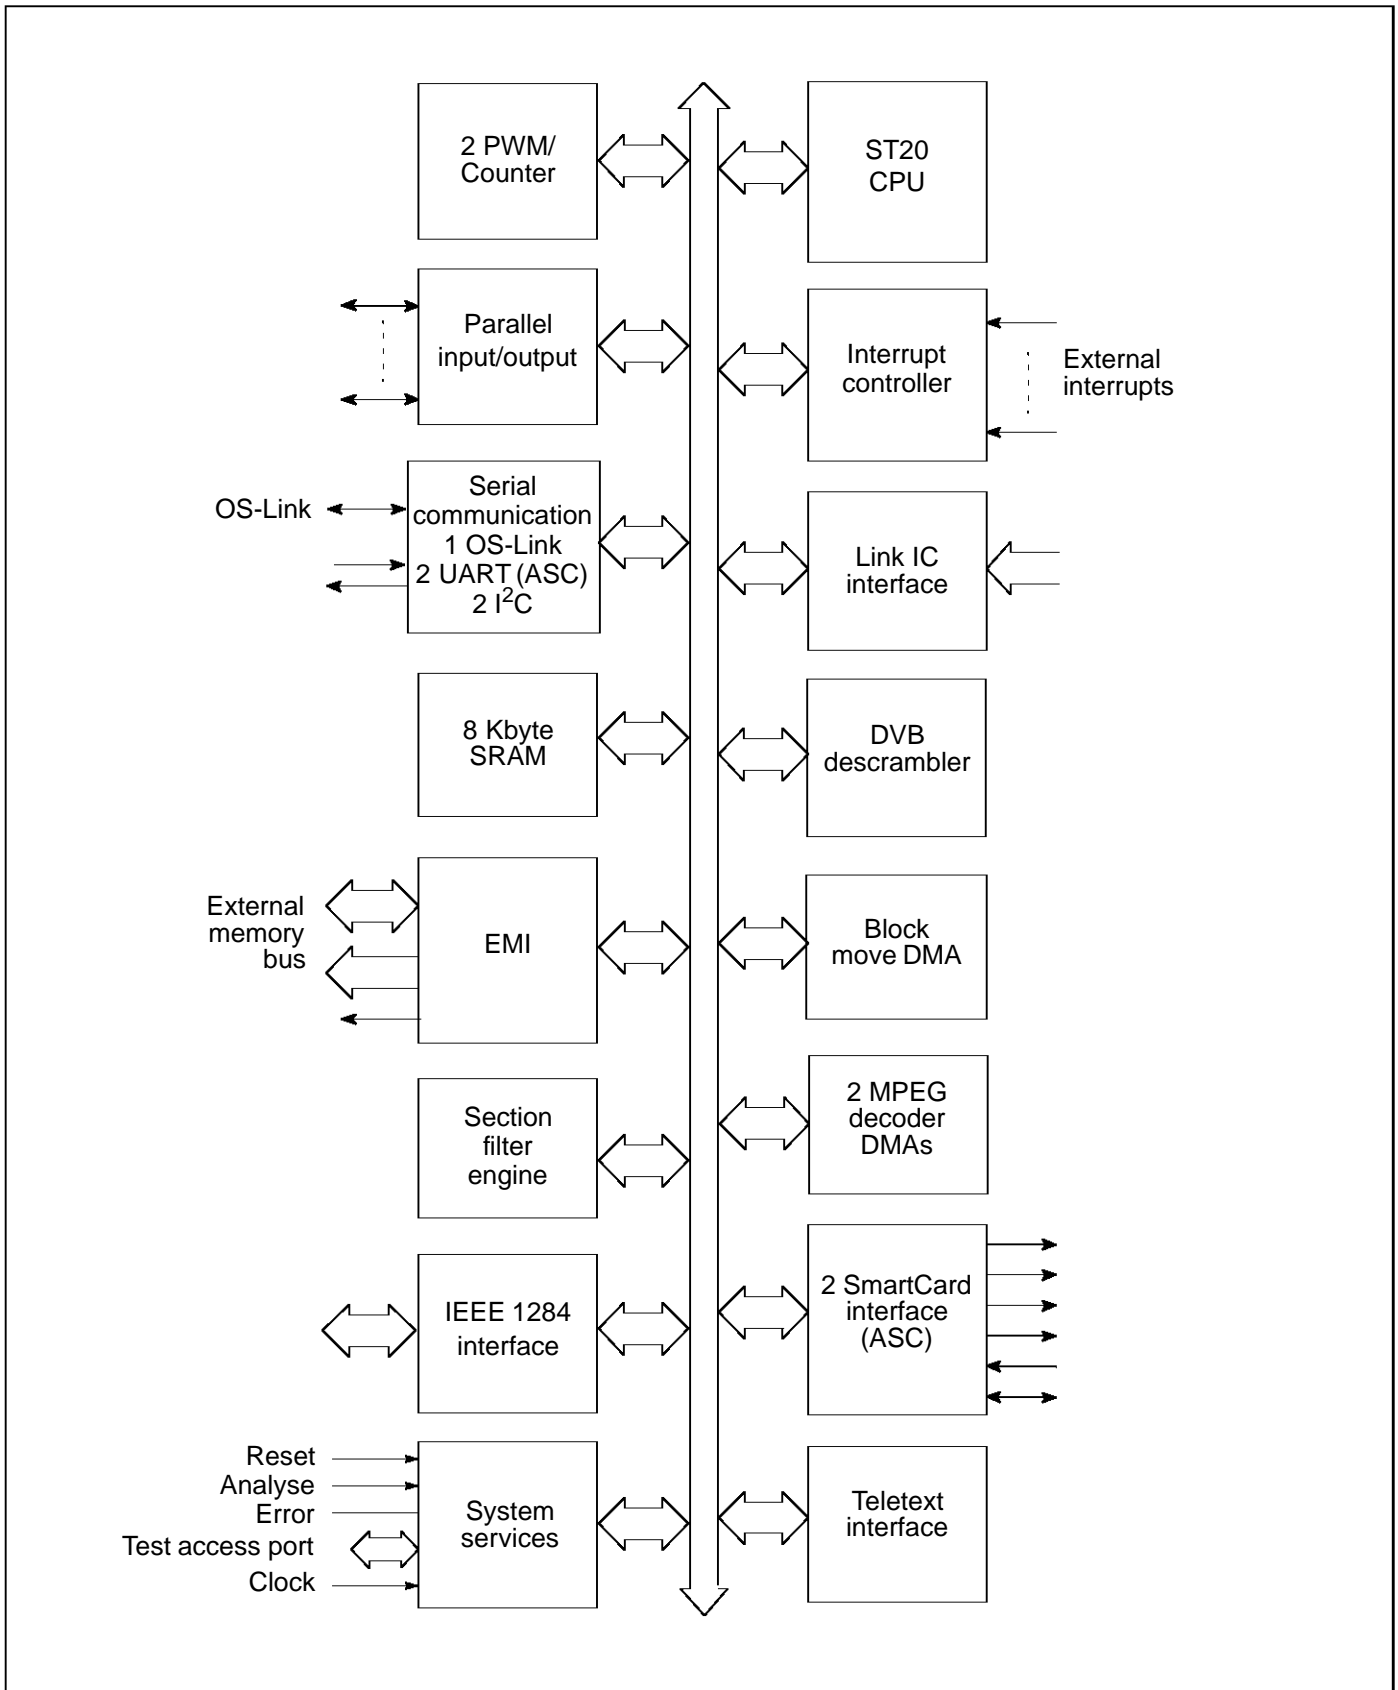 2 PWM/
Counter
ST20
CPU
Parallel
input/output
Interrupt
controller
External
interrupts
OS-Link
Serial
communication
1 OS-Link
2 UART (ASC)
2 I²C
Link IC
interface
8 Kbyte
SRAM
DVB
descrambler
External
memory
bus
EMI
Block
move DMA
Section
filter
engine
2 MPEG
decoder
DMAs
IEEE 1284
interface
2 SmartCard
interface
(ASC)
Reset
Analyse
Error
Test access port
Clock
System
services
Teletext
interface